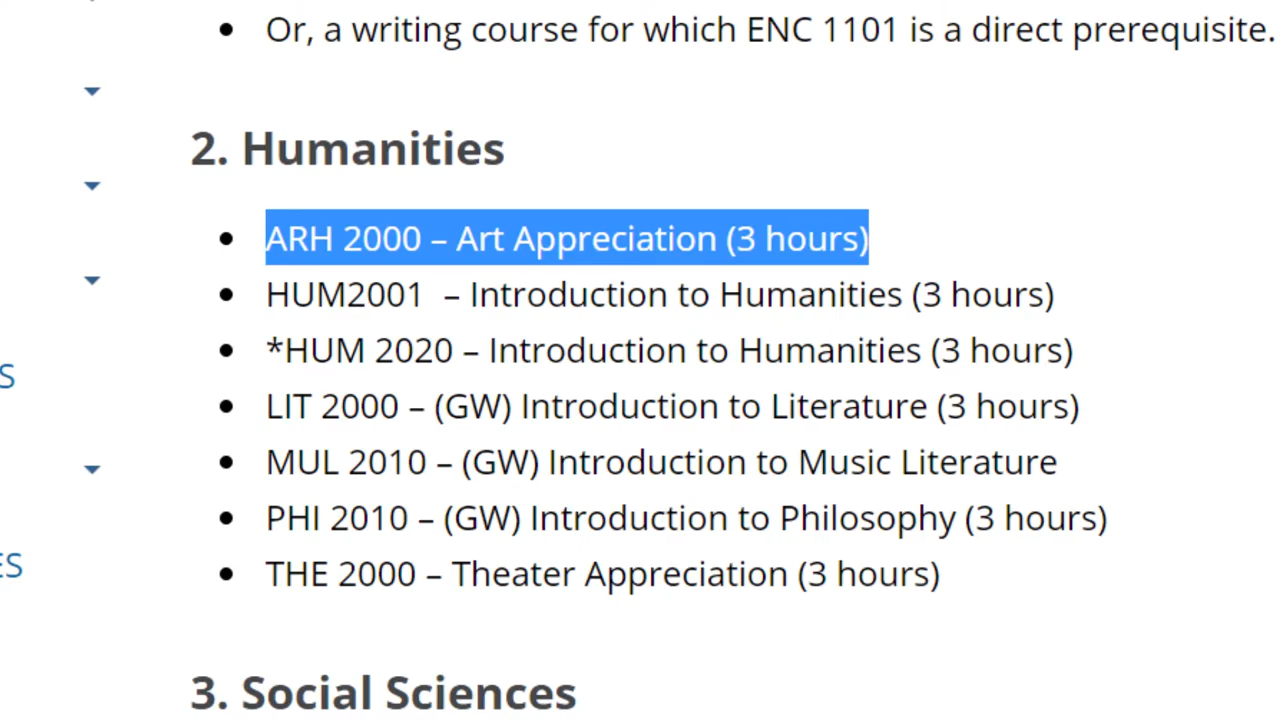 Or, a writing course for which ENC 1101 is a direct prerequisite.
2. Humanities
ARH 2000 – Art Appreciation (3 hours)
HUM2001 – Introduction to Humanities (3 hours)
*HUM 2020 – Introduction to Humanities (3 hours)
S
LIT 2000 – (GW) Introduction to Literature (3 hours)
MUL 2010 – (GW) Introduction to Music Literature
PHI 2010 – (GW) Introduction to Philosophy (3 hours)
ES
THE 2000 – Theater Appreciation (3 hours)
3. Social Sciences